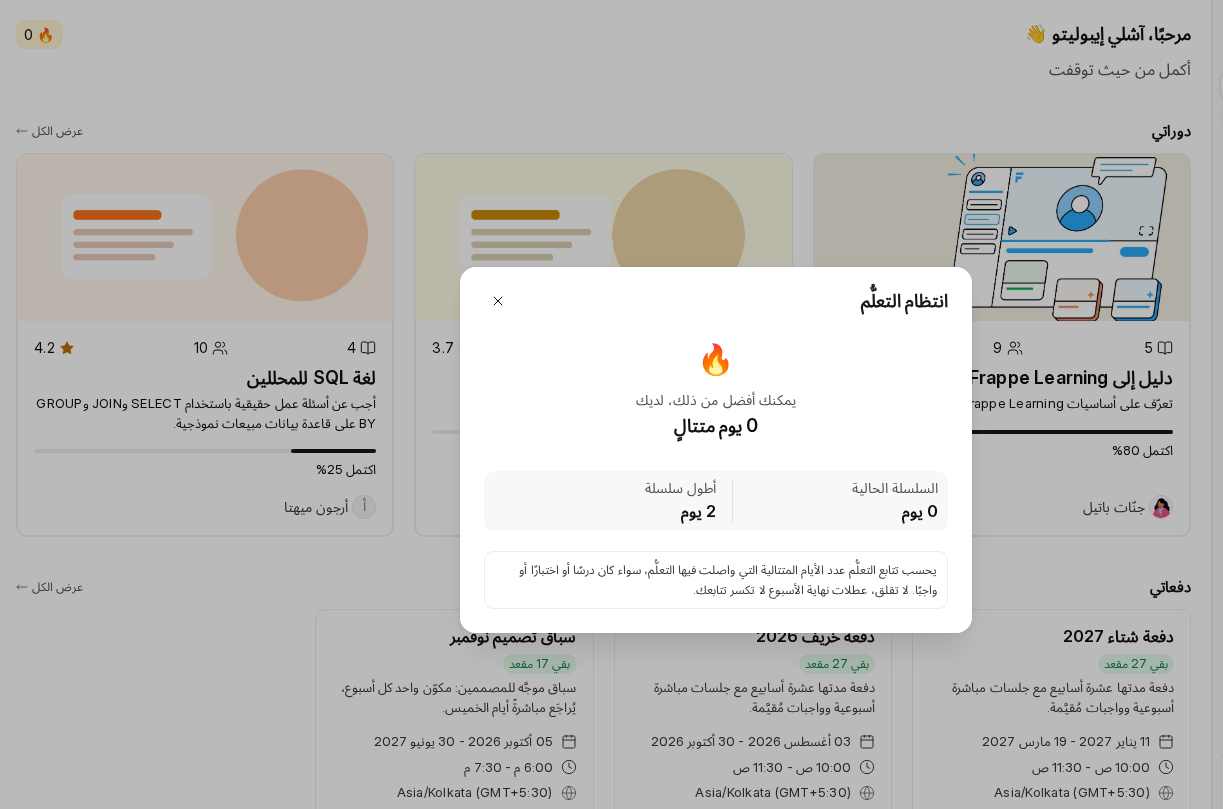 مرحبًا، آشلي إيبوليتو 👋
🔥 0
أكمل من حيث توقفت
دوراتي
عرض الكل ←
5
9
دليل إلى Frappe Learning
تعرّف على أساسيات
اكتمل 80%
جنّات باتيل
3.7
4
10
4.2
لغة SQL للمحللين
أجب عن أسئلة عمل حقيقية باستخدام SELECT وJOIN وGROUP
BY على قاعدة بيانات مبيعات نموذجية.
اكتمل 25%
أ
أرجون ميهتا
انتظام التعلُّم
🔥
يمكنك أفضل من ذلك، لديك
0 يوم متتالٍ
السلسلة الحالية
0 يوم
أطول سلسلة
2 يوم
يحسب تتابع التعلُّم عدد الأيام المتتالية التي واصلت فيها التعلُّم، سواء كان درسًا أو اختبارًا أو
واجبًا. لا تقلق، عطلات نهاية الأسبوع لا تكسر تتابعك.
دفعاتي
عرض الكل ←
دفعة شتاء 2027
بقي 27 مقعد
دفعة مدتها عشرة أسابيع مع جلسات مباشرة
أسبوعية وواجبات مُقيَّمة.
11 يناير 2027 - 19 مارس 2027
10:00 ص - 11:30 ص
Asia/Kolkata (GMT+5:30)
دفعة خريف 2026
بقي 27 مقعد
دفعة مدتها عشرة أسابيع مع جلسات مباشرة
أسبوعية وواجبات مُقيَّمة.
03 أغسطس 2026 - 30 أكتوبر 2026
10:00 ص - 11:30 ص
Asia/Kolkata (GMT+5:30)
سباق تصميم نوفمبر
بقي 17 مقعد
سباق موجَّه للمصممين: مكوّن واحد كل أسبوع،
يُراجَع مباشرةً أيام الخميس.
05 أكتوبر 2026 - 30 يونيو 2027
6:00 م - 7:30 م
Asia/Kolkata (GMT+5:30)